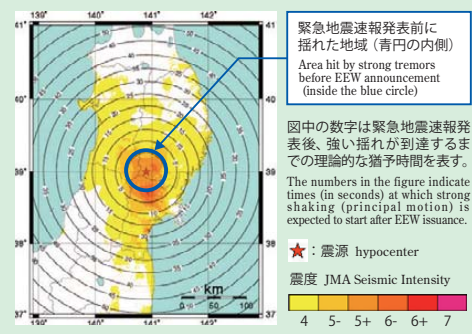 139° 140° 141° 142°
41° 41°
40° 40°
39° 39°
38° 38°
37° 37°
km
0 50 100
緊急地震速報発表前に
揺れた地域（青円の内側）
Area hit by strong tremors
before EEW announcement
(inside the blue circle)
図中の数字は緊急地震速報発
表後、強い揺れが到達するま
での理論的な猶予時間を表す。
The numbers in the figure indicate
times (in seconds) at which strong
shaking (principal motion) is
expected to start after EEW issuance.
：震源 hypocenter
震度 JMA Seismic Intensity
4 5- 5+ 6- 6+ 7